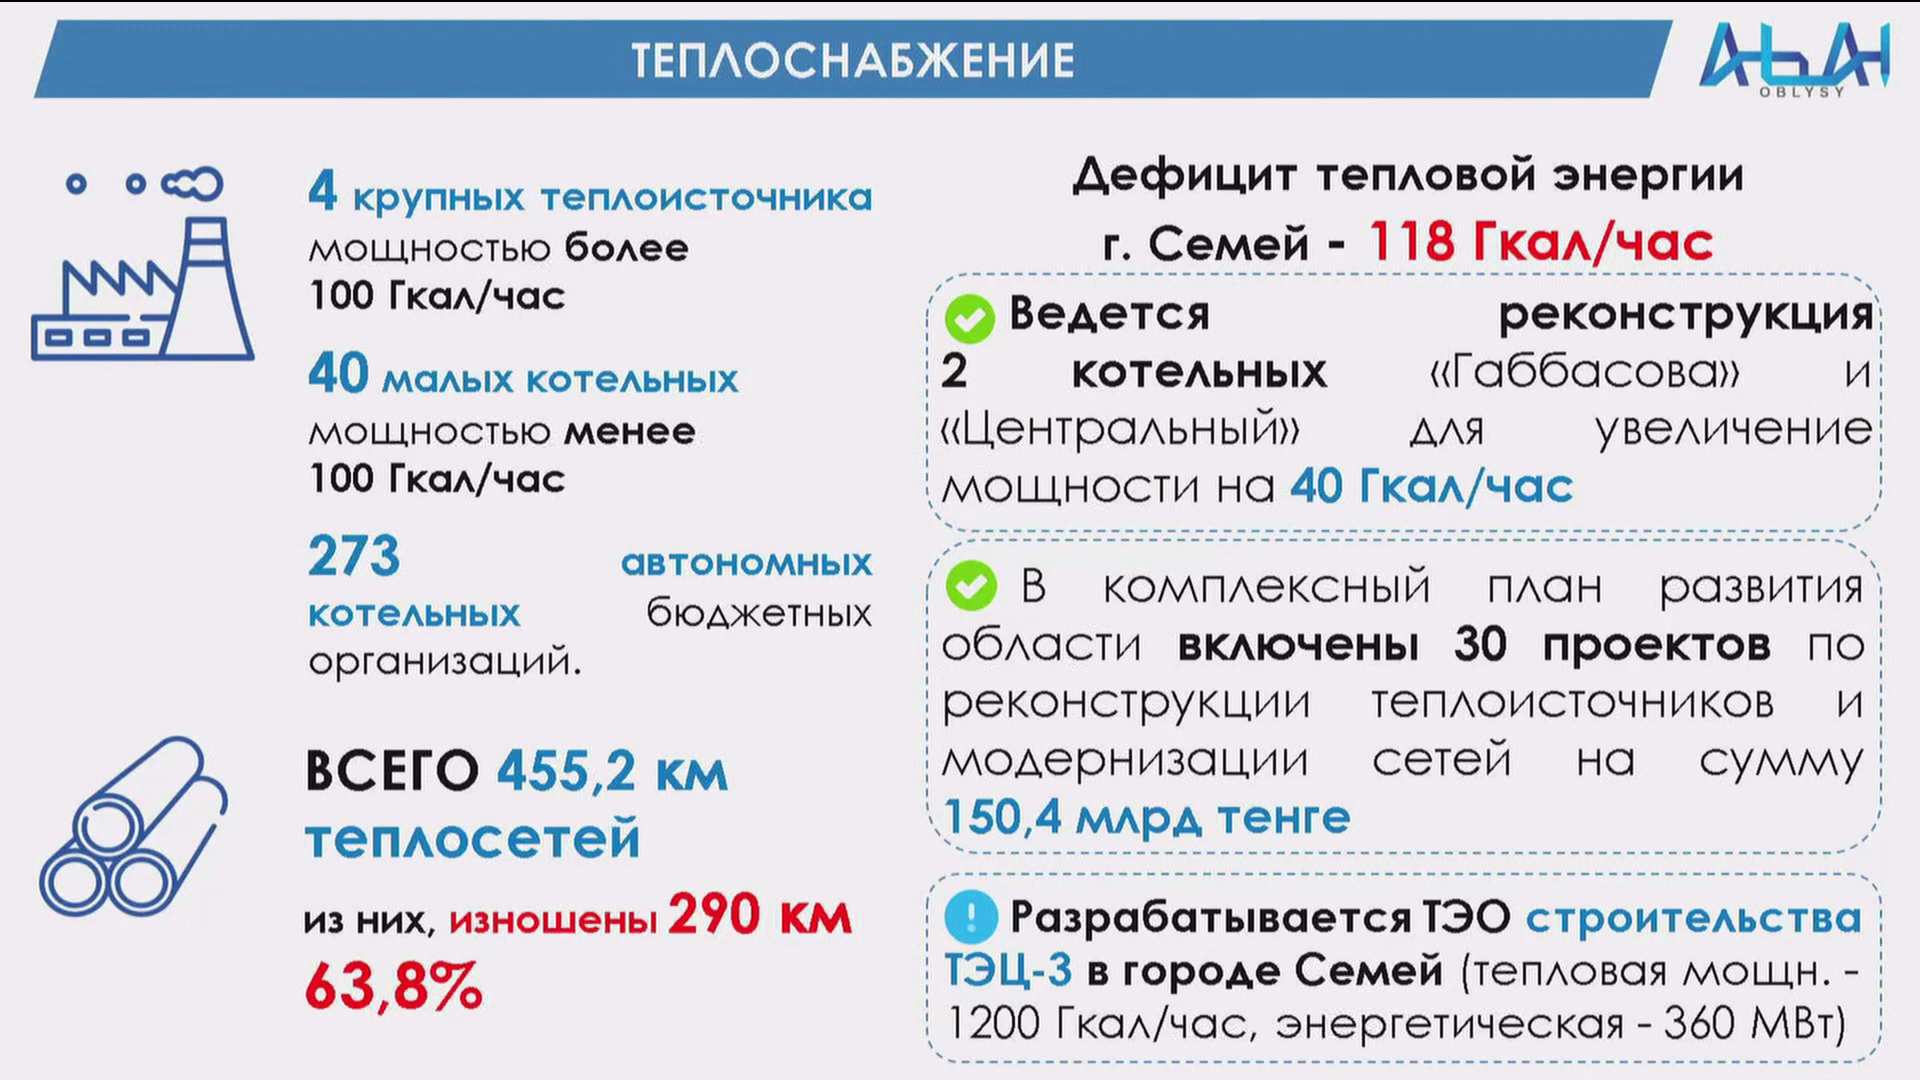 ТЕПЛОСНАБЖЕНИЕ
OBLYSY
4 крупных теплоисточника
мощностью более
100 Гкал/час
40 малых котельных
мощностью менее
100 Гкал/час
273 автономных
котельных бюджетных
организаций.
ВСЕГО 455,2 км
теплосетей
из них, изношены 290 км
63,8%
Дефицит тепловой энергии
г. Семей - 118 Гкал/час
Ведется реконструкция
2 котельных «Габбасова» и
«Центральный» для увеличение
мощности на 40 Гкал/час
В комплексный план развития
области включены 30 проектов по
реконструкции теплоисточников и
модернизации сетей на сумму
150,4 млрд тенге
Разрабатывается ТЭО строительства
ТЭЦ-3 в городе Семей (тепловая мощн. -
1200 Гкал/час, энергетическая - 360 МВт)